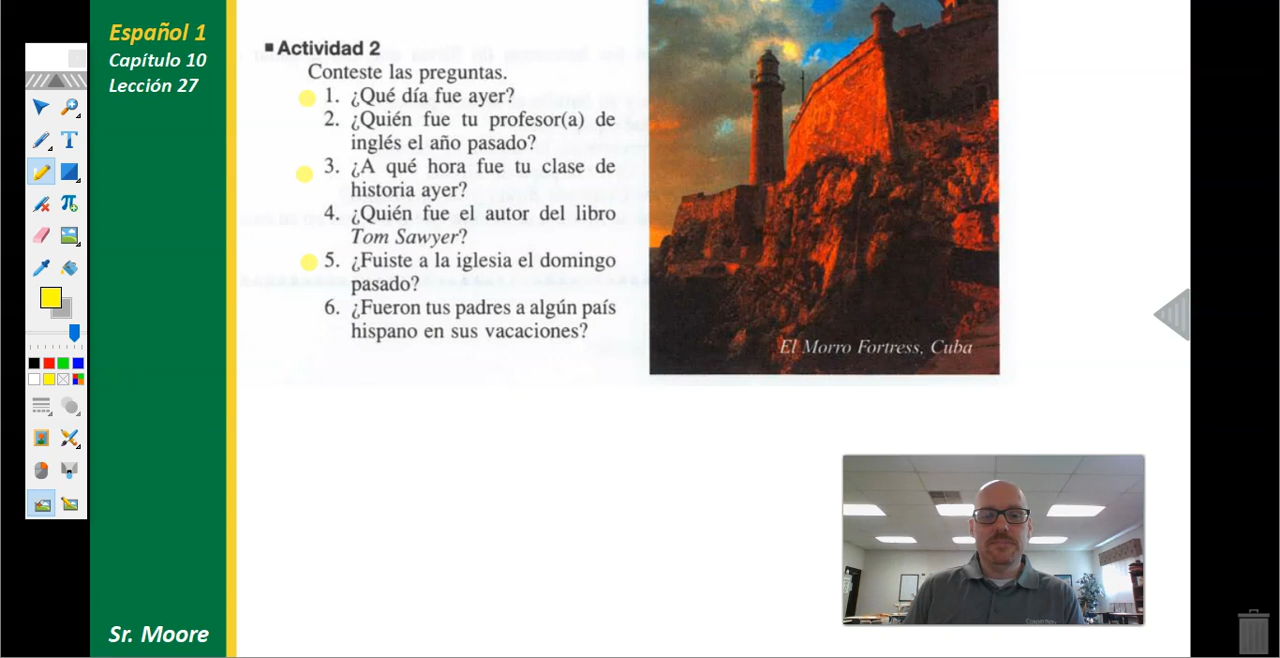 Español 1
Capítulo 10
Lección 27
Sr. Moore
Actividad 2
Conteste las preguntas.
1. ¿Qué día fue ayer?
2. ¿Quién fue tu profesor(a) de
inglés el año pasado?
3. ¿A qué hora fue tu clase de
historia ayer?
4. ¿Quién fue el autor del libro
Tom Sawyer?
5. ¿Fuiste a la iglesia el domingo
pasado?
6. ¿Fueron tus padres a algún país
hispano en sus vacaciones?
El Morro Fortress, Cuba